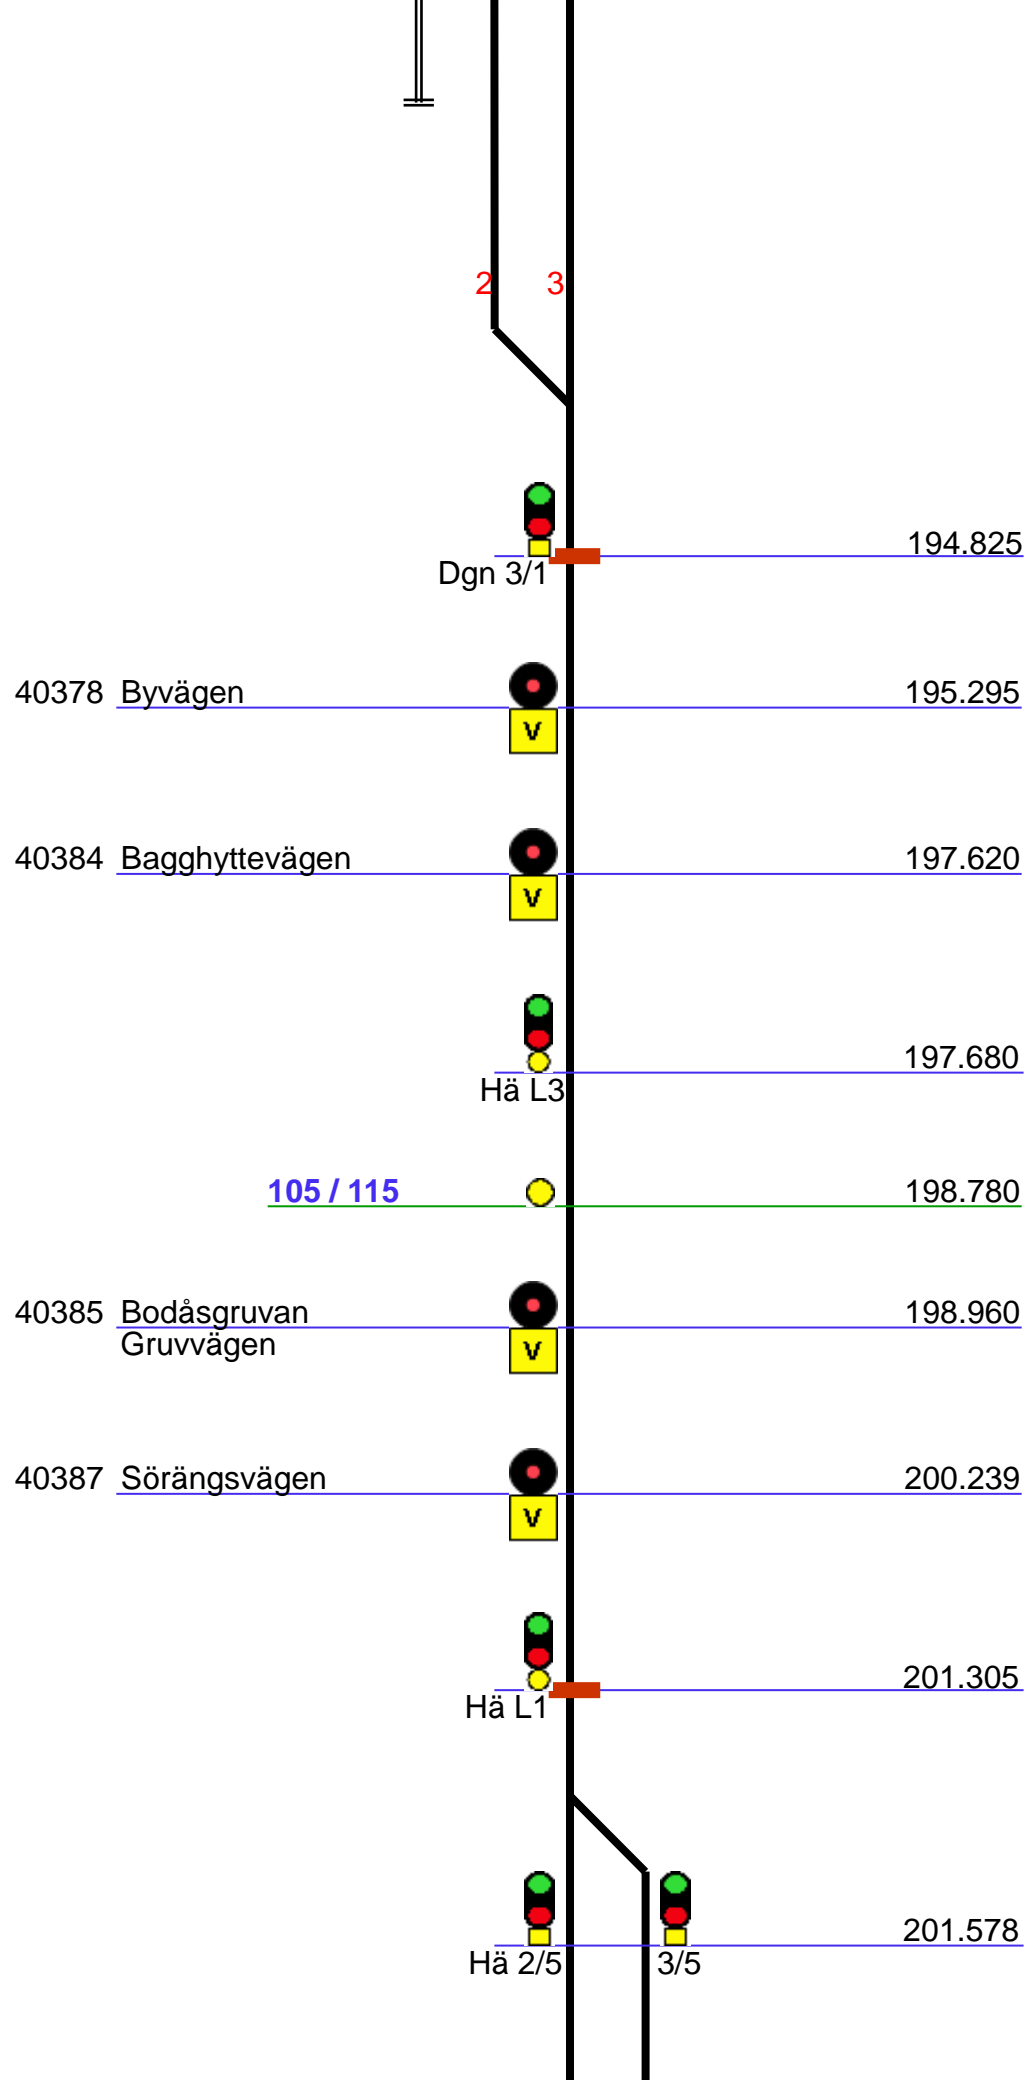 2 3
194.825
Dgn 3/1
40378 Byvägen 195.295
V
40384 Bagghyttevägen 197.620
V
197.680
Hä L3
105 / 115 198.780
40385 Bodåsgruvan 198.960
Gruvvägen
V
40387 Sörängsvägen 200.239
V
201.305
Hä L1
201.578
Hä 2/5 3/5